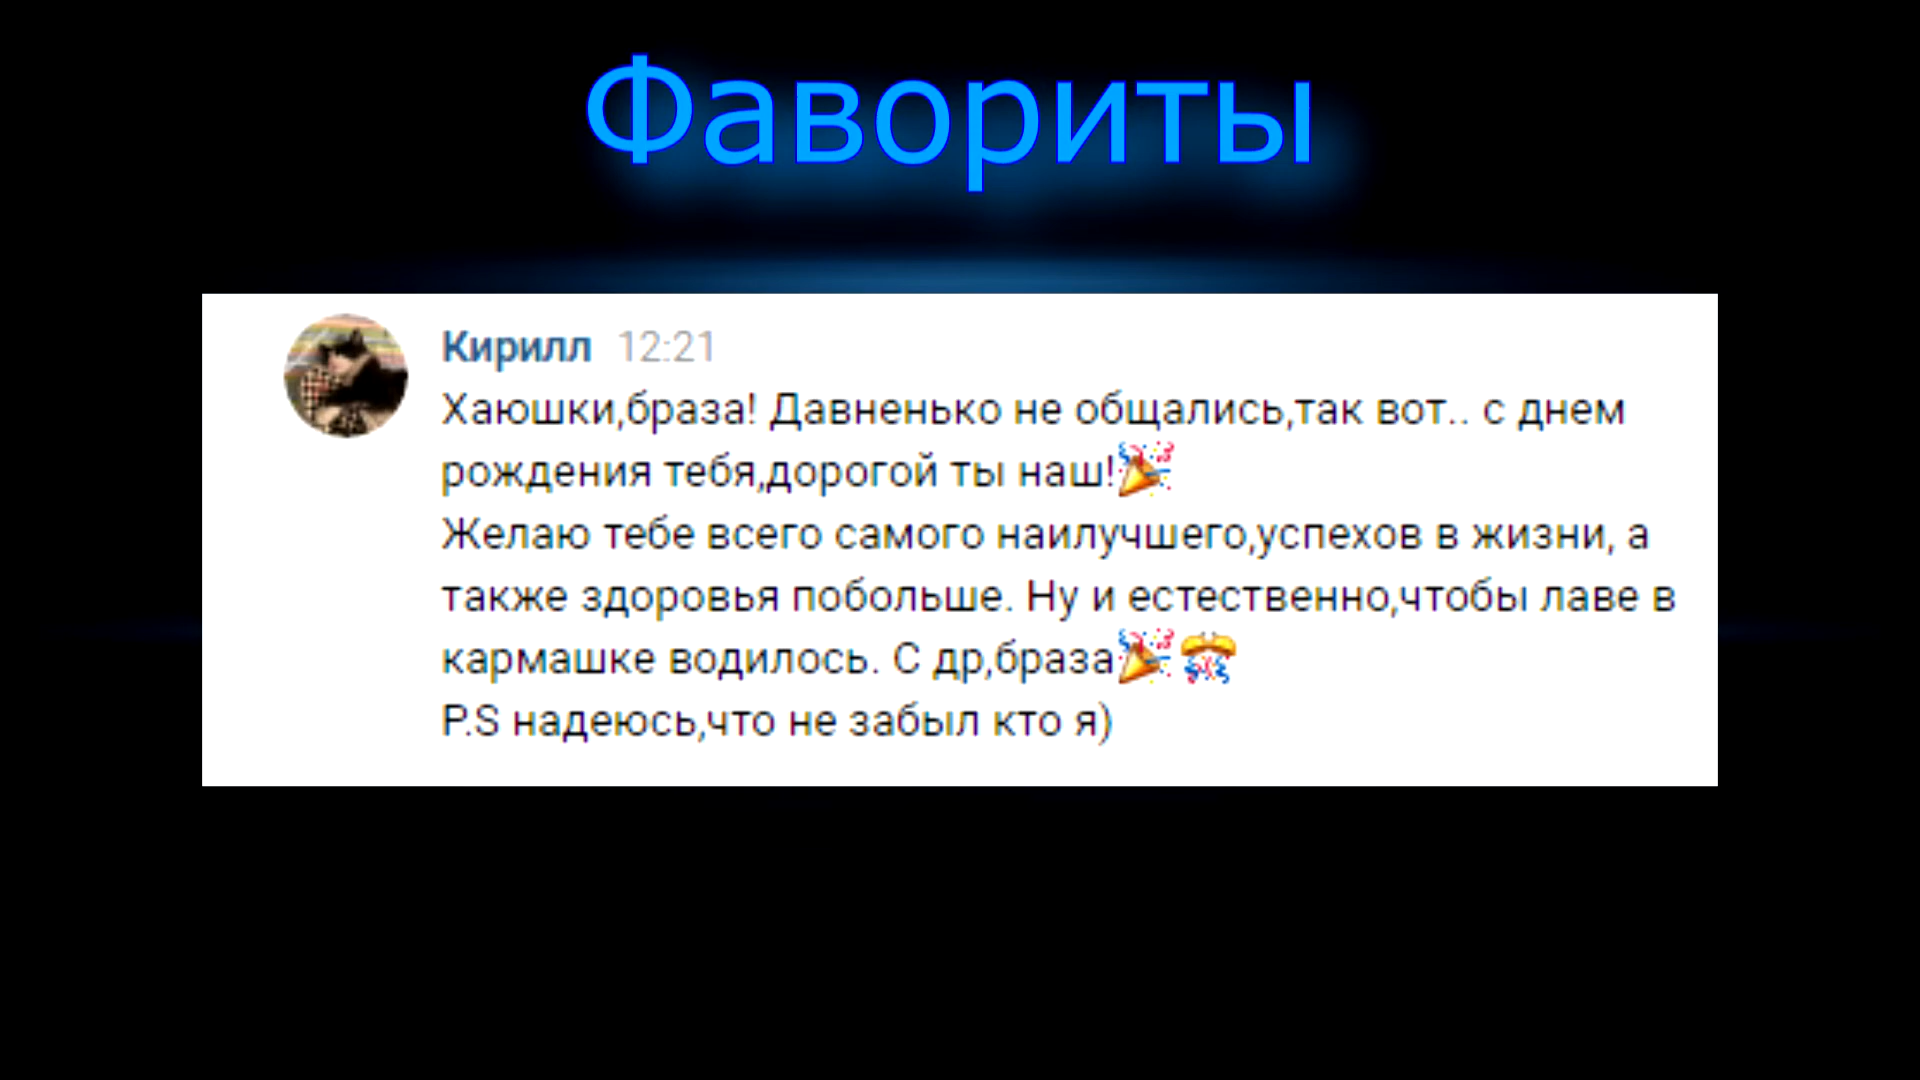 Фавориты
Кирилл 12:21
Хаюшки,браза! Давненько не общались,так вот.. с днем
рождения тебя,дорогой ты наш!🎉
Желаю тебе всего самого наилучшего,успехов в жизни, а
также здоровья побольше. Ну и естественно,чтобы лаве в
кармашке водилось. С др,браза🎉🎊
P.S надеюсь,что не забыл кто я)